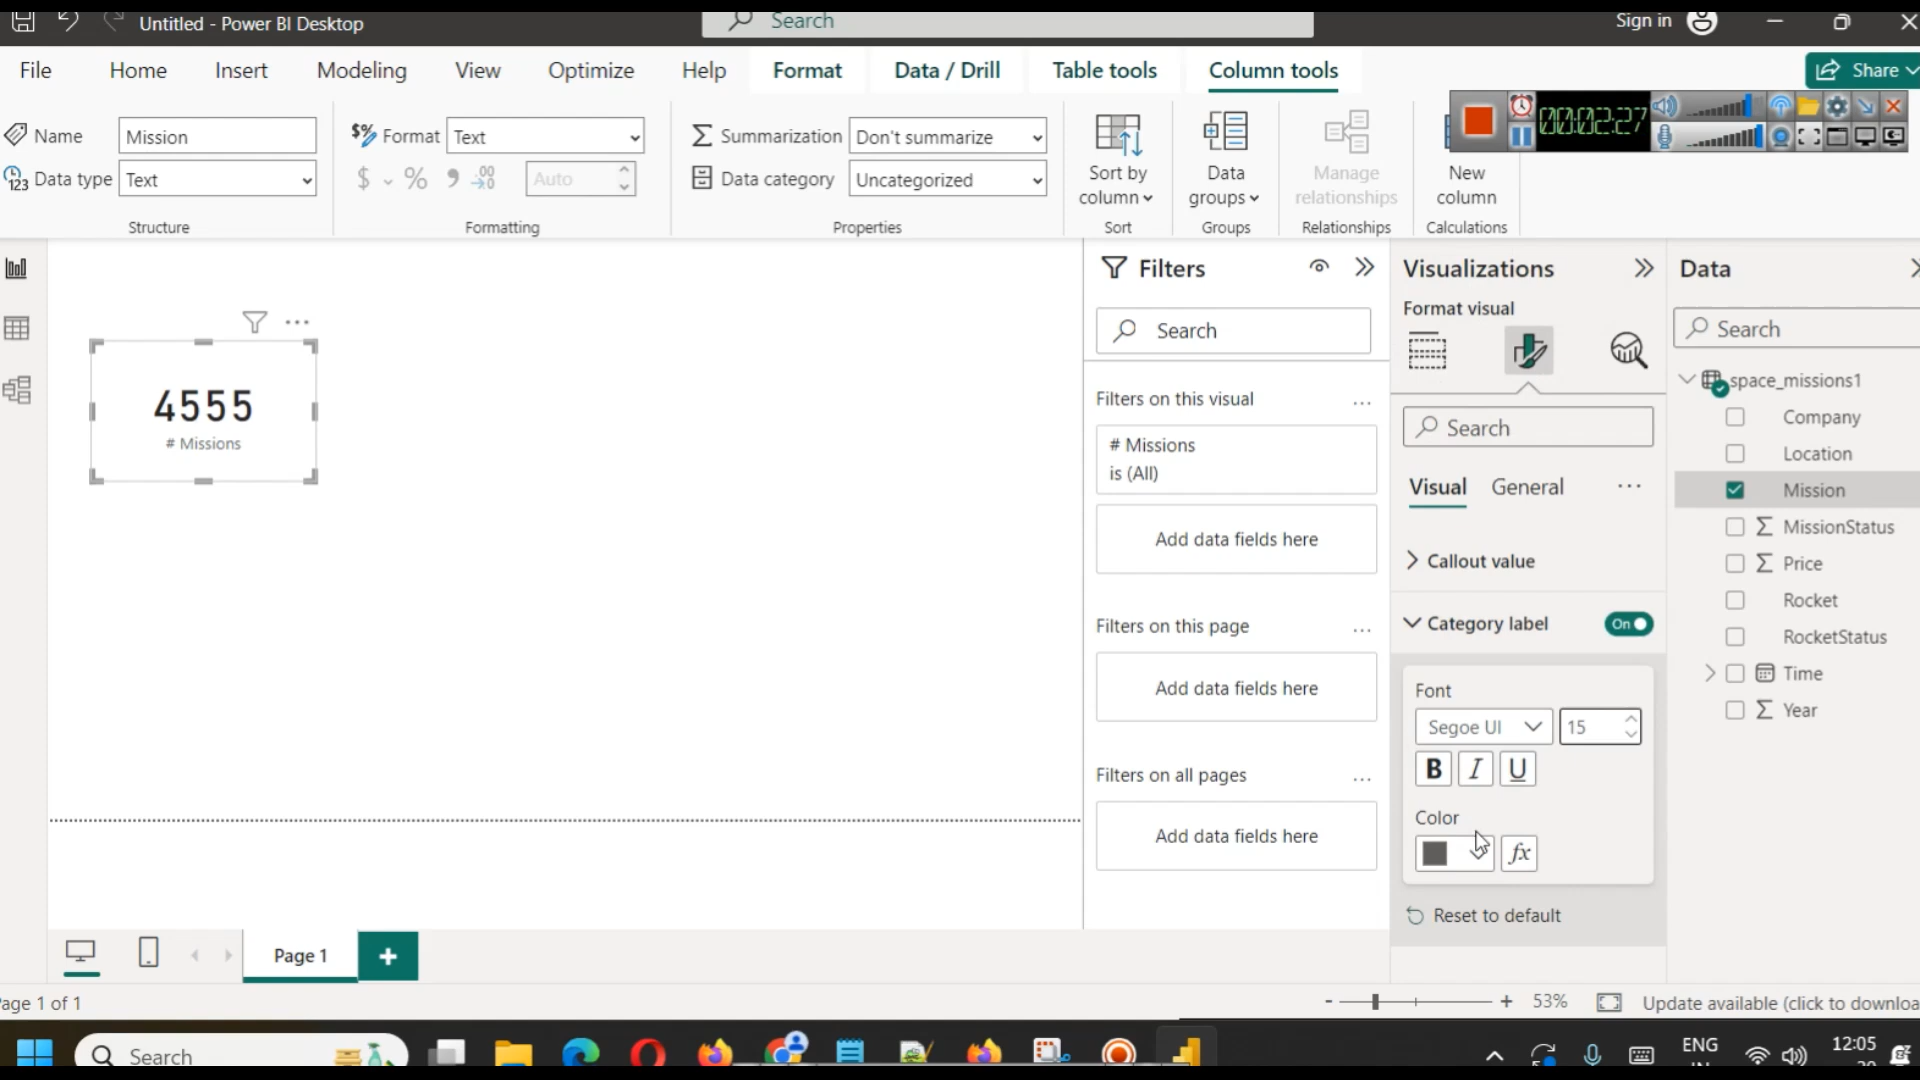 Untitled - Power BI Desktop
Search
Sign in
File
Home
Insert
Modeling
View
Optimize
Help
Format
Data / Drill
Table tools
Column tools
Share
00:02:27
Name
Mission
Format
Text
Summarization
Don't summarize
Data type
Text
Auto
Data category
Uncategorized
Sort by
column
Data
groups
Manage
relationships
New
column
Structure
Formatting
Properties
Sort
Groups
Relationships
Calculations
4555
# Missions
Filters
Search
Filters on this visual
# Missions
is (All)
Add data fields here
Filters on this page
Add data fields here
Filters on all pages
Add data fields here
Visualizations
Format visual
Search
Visual
General
Callout value
Category label
On
Font
Segoe UI
15
B
I
U
Color
fx
Reset to default
Data
Search
space_missions1
Company
Location
Mission
MissionStatus
Price
Rocket
RocketStatus
Time
Year
Page 1
age 1 of 1
53%
Update available (click to downloa
Search
ENG
12:05